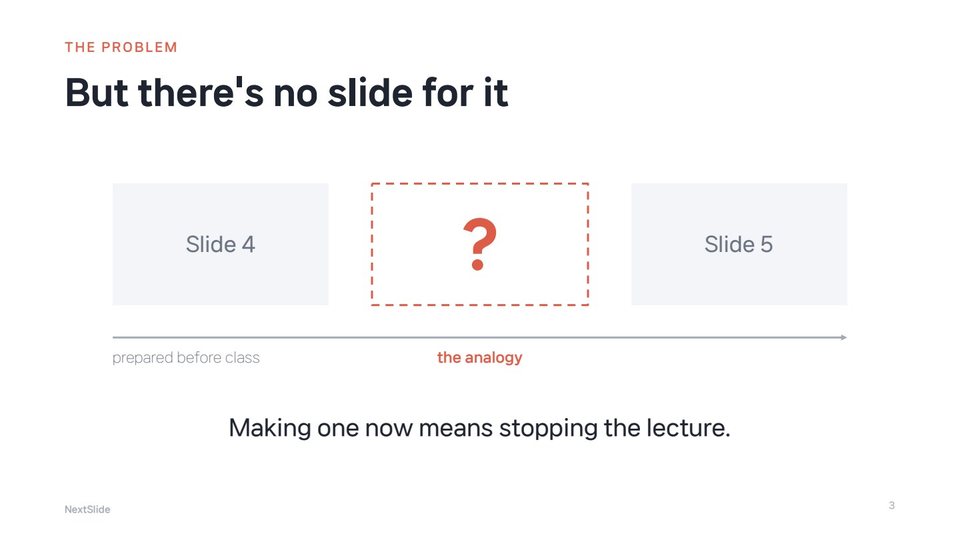 THE PROBLEM
But there's no slide for it
Slide 4
?
Slide 5
prepared before class
the analogy
Making one now means stopping the lecture.
NextSlide
3